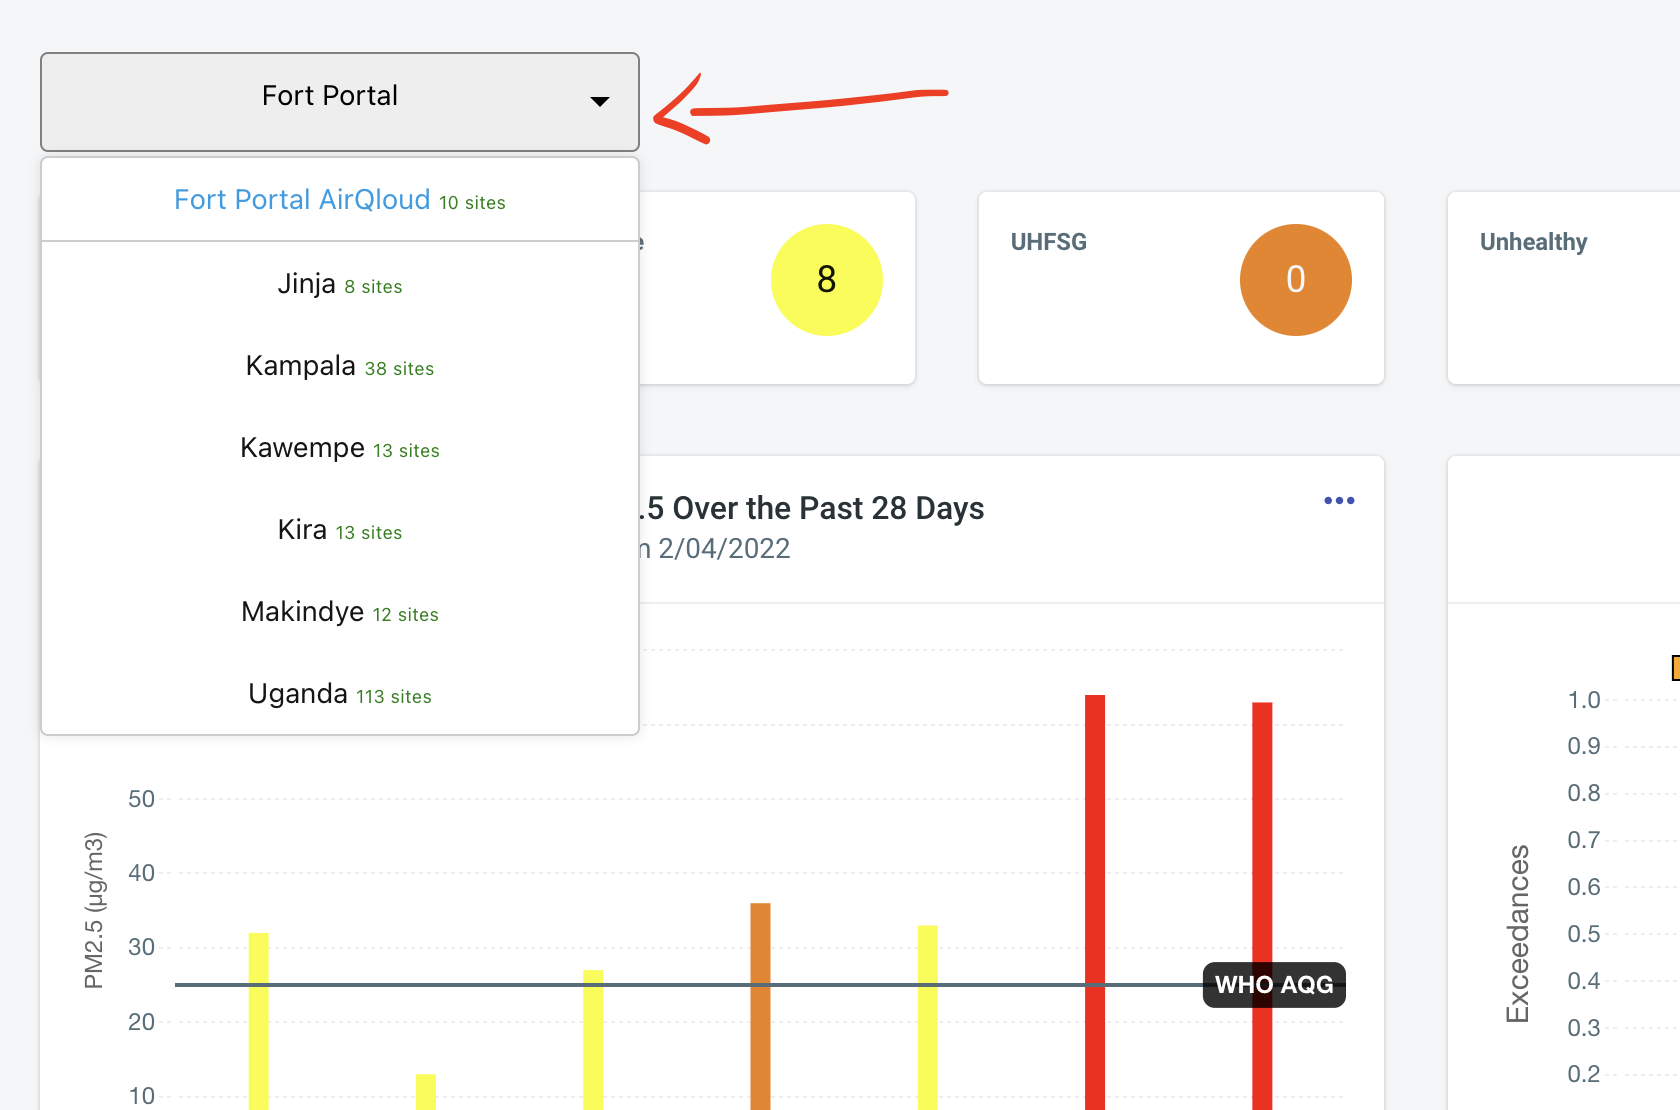 Fort Portal
Fort Portal AirQloud 10 sites
Jinja 8 sites
Kampala 38 sites
Kawempe 13 sites
Kira 13 sites
Makindye 12 sites
Uganda 113 sites
8
UHFSG
0
Unhealthy
.5 Over the Past 28 Days
2/04/2022
50
40
30
20
10
PM2.5 (µg/m3)
WHO AQG
1.0
0.9
0.8
0.7
0.6
0.5
0.4
0.3
0.2
Exceedances